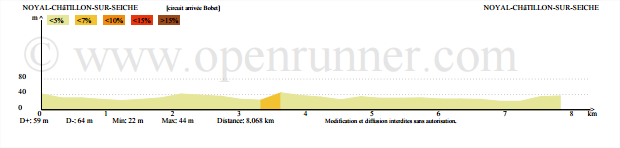 NOYAL-CHâTILLON-SUR-SEICHE [circuit arrivée Bobet] NOYAL-CHâTILLON-SUR-SEICHE
m <5% <7% <10% <15% >15%
© www.openrunner.com
80
40
0
0 1 2 3 4 5 6 7 8 km
D+: 59 m D-: 64 m Min: 22 m Max: 44 m Distance: 8.068 km Modification et diffusion interdites sans autorisation.